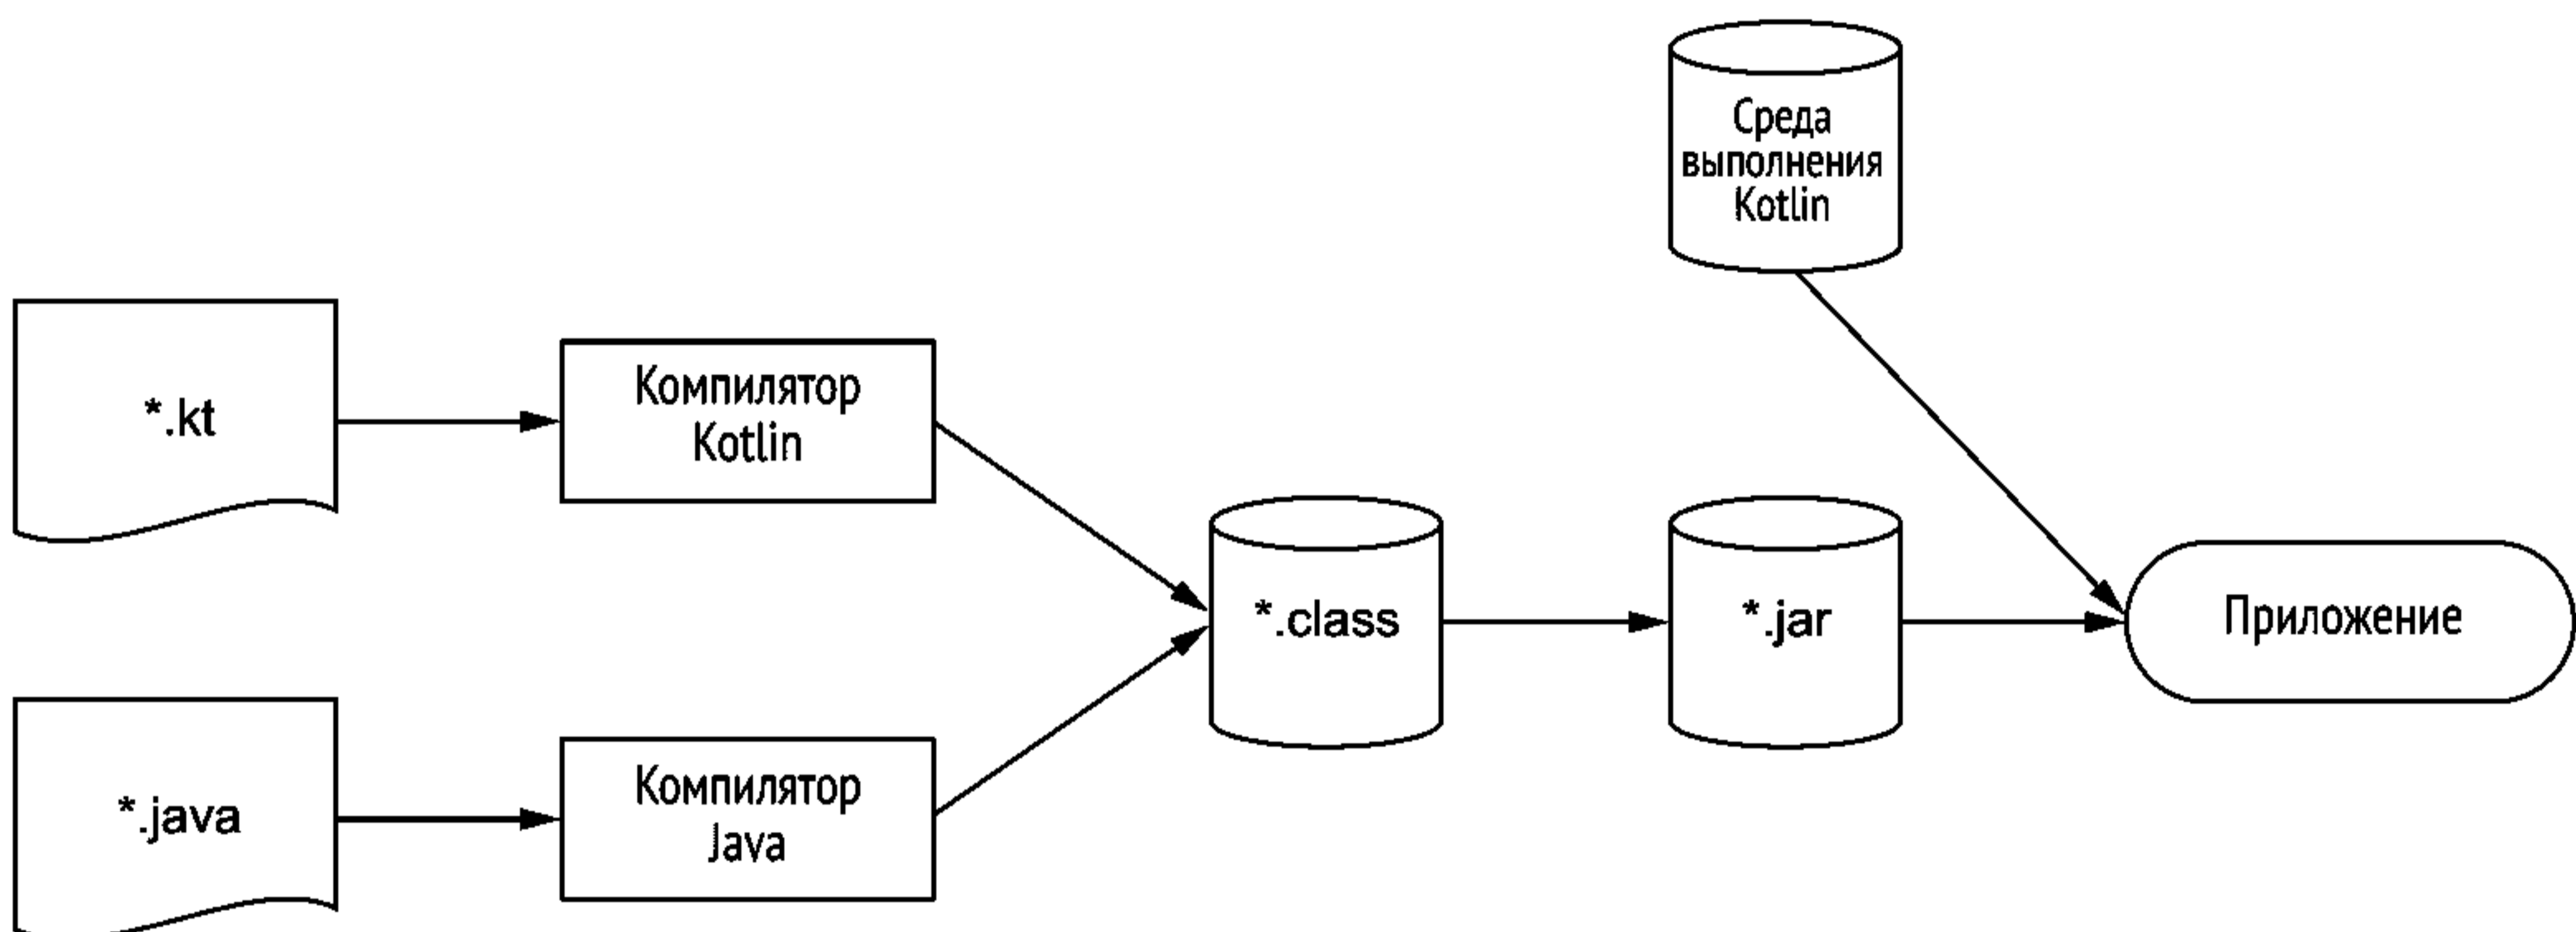 Среда
выполнения
Kotlin
*.kt
Компилятор
Kotlin
*.class
*.jar
Приложение
*.java
Компилятор
Java